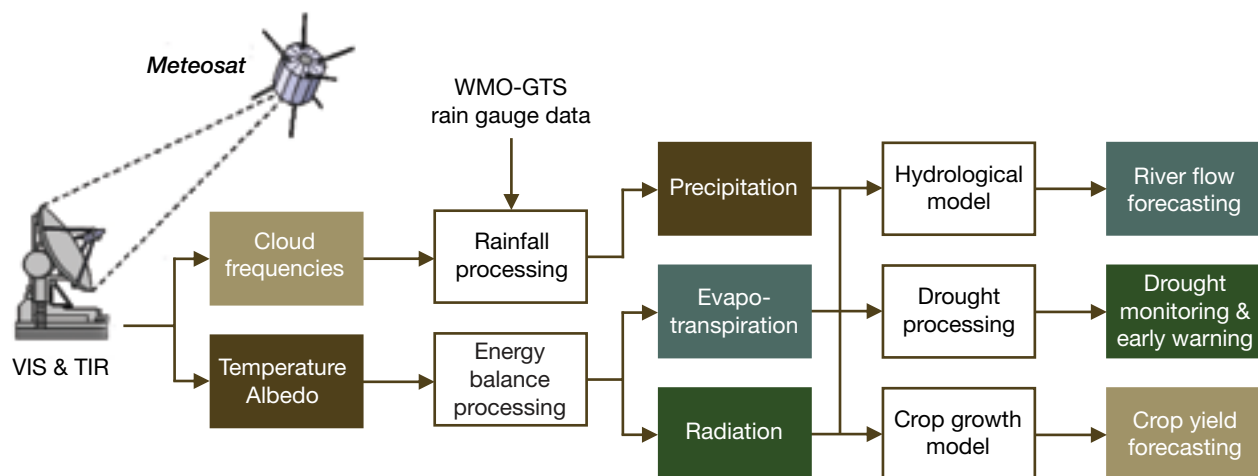 Meteosat
WMO-GTS
rain gauge data
VIS & TIR
Cloud
frequencies
Temperature
Albedo
Rainfall
processing
Energy
balance
processing
Precipitation
Evapo-
transpiration
Radiation
Hydrological
model
Drought
processing
Crop growth
model
River flow
forecasting
Drought
monitoring &
early warning
Crop yield
forecasting